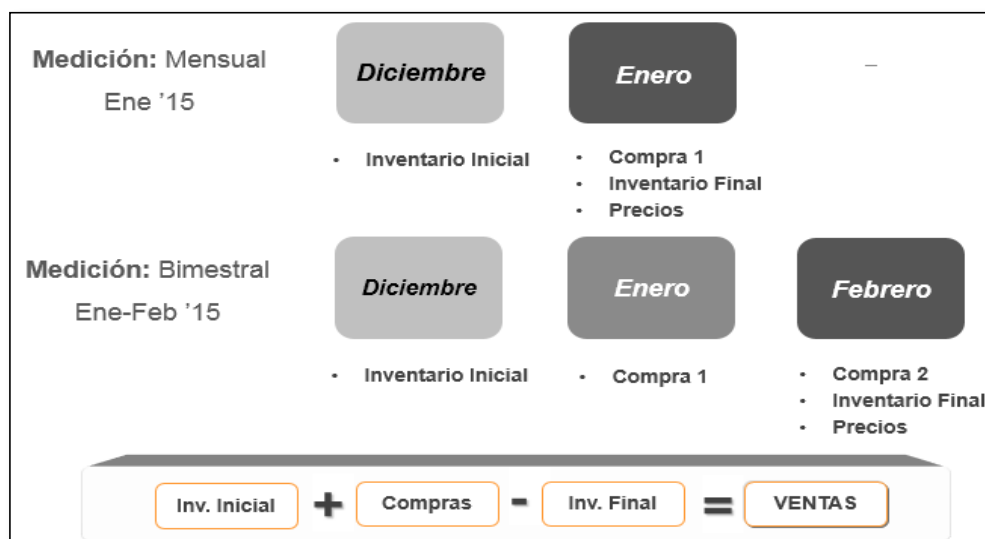 Medición: Mensual
Ene ’15
Diciembre
Enero
–
• Inventario Inicial
• Compra 1
• Inventario Final
• Precios
Medición: Bimestral
Ene-Feb ’15
Diciembre
Enero
Febrero
• Inventario Inicial
• Compra 1
• Compra 2
• Inventario Final
• Precios
Inv. Inicial + Compras - Inv. Final = VENTAS